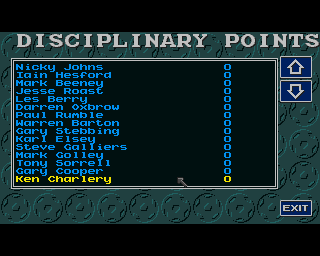 DISCIPLINARY POINTS
Nicky Johns 0
Iain Hesford 0
Mark Beeney 0
Jesse Roast 0
Les Berry 0
Darren Oxbrow 0
Paul Rumble 0
Warren Barton 0
Gary Stebbing 0
Karl Elsey 0
Steve Galliers 0
Mark Golley 0
Tony Sorrell 0
Gary Cooper 0
Ken Charlery 0
EXIT